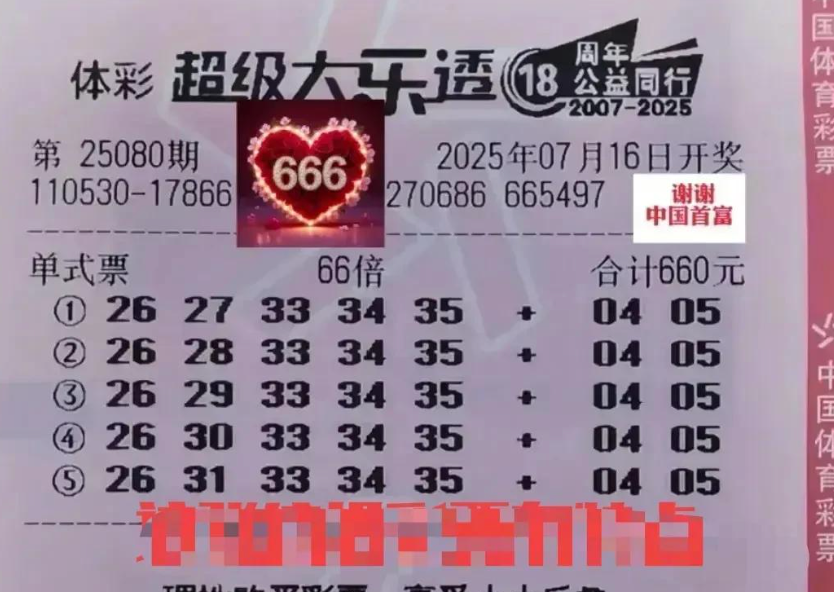 体彩 超级大乐透 18 周年 公益同行 2007-2025
第 25080期 2025年07月16日开奖
110530-17866 270686 665497
666
谢谢
中国首富
单式票 66倍 合计660元
① 26 27 33 34 35 + 04 05
② 26 28 33 34 35 + 04 05
③ 26 29 33 34 35 + 04 05
④ 26 30 33 34 35 + 04 05
⑤ 26 31 33 34 35 + 04 05
中国体育彩票
中国体育彩票